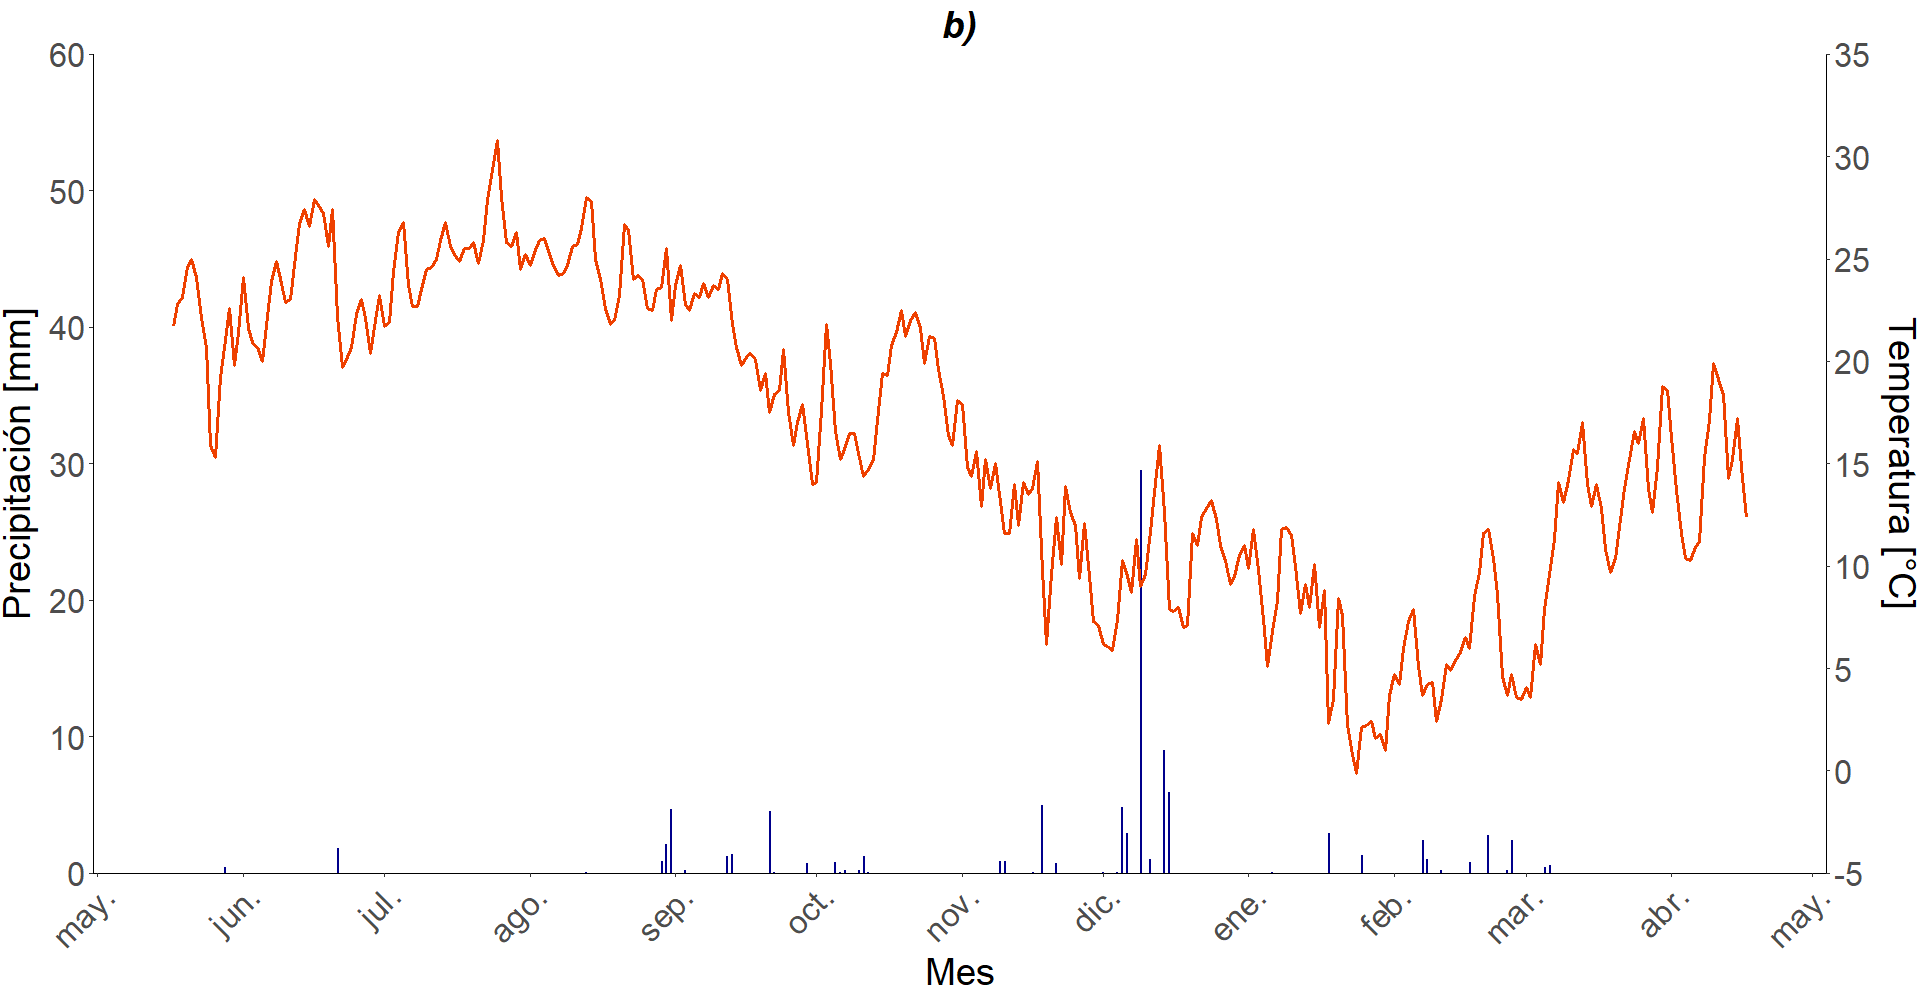 b)
Precipitación [mm]
60
50
40
30
20
10
0
35
30
25
20
15
10
5
0
-5
Temperatura [°C]
may.
jun.
jul.
ago.
sep.
oct.
nov.
dic.
ene.
feb.
mar.
abr.
may.
Mes